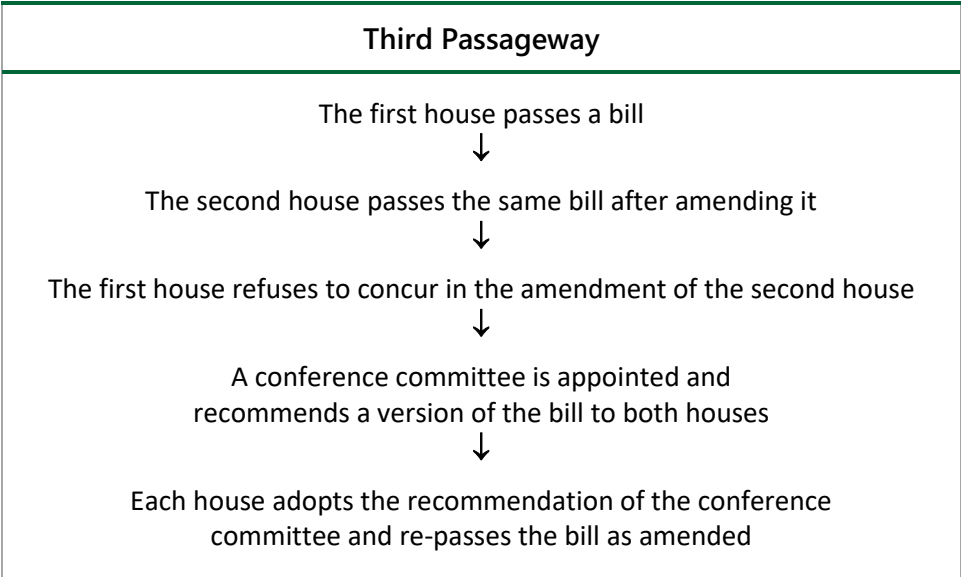 Third Passageway
The first house passes a bill
↓
The second house passes the same bill after amending it
↓
The first house refuses to concur in the amendment of the second house
↓
A conference committee is appointed and
recommends a version of the bill to both houses
↓
Each house adopts the recommendation of the conference
committee and re-passes the bill as amended